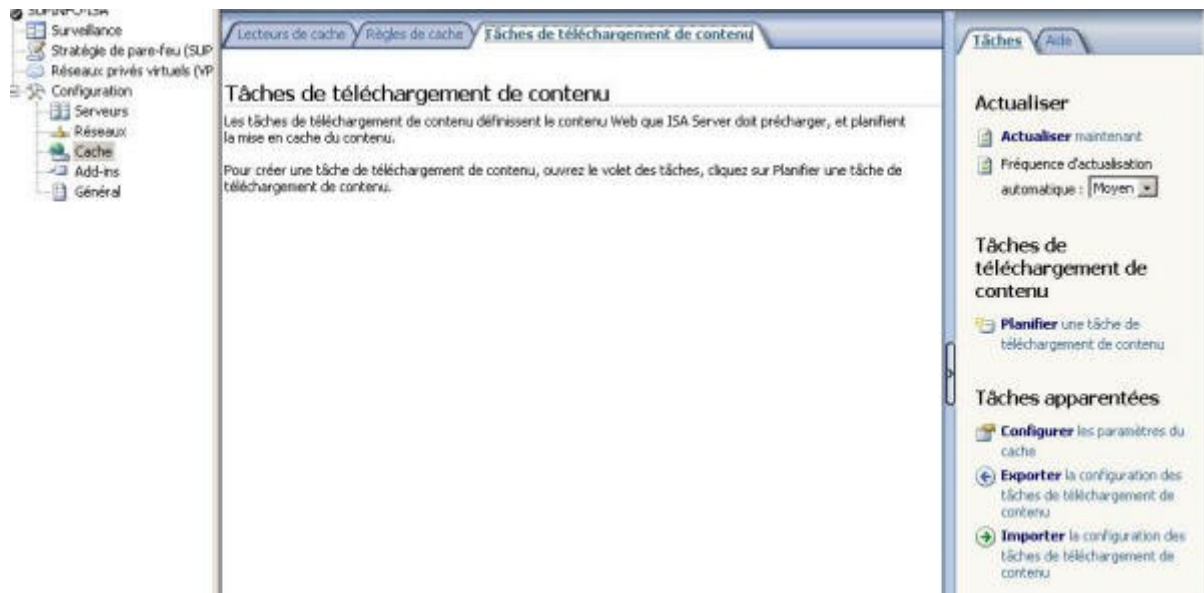 SUPINFO-ISA
Surveillance
Stratégie de pare-feu (SUP
Réseaux privés virtuels (VP
Configuration
Serveurs
Réseaux
Cache
Add-ins
Général
Lecteurs de cache
Règles de cache
Tâches de téléchargement de contenu
Tâches de téléchargement de contenu
Les tâches de téléchargement de contenu définissent le contenu Web que ISA Server doit précharger, et planifient
la mise en cache du contenu.
Pour créer une tâche de téléchargement de contenu, ouvrez le volet des tâches, cliquez sur Planifier une tâche de
téléchargement de contenu.
Tâches
Aide
Actualiser
Actualiser maintenant
Fréquence d'actualisation
automatique : Moyen
Tâches de
téléchargement de
contenu
Planifier une tâche de
téléchargement de contenu
Tâches apparentées
Configurer les paramètres du
cache
Exporter la configuration des
tâches de téléchargement de
contenu
Importer la configuration des
tâches de téléchargement de
contenu